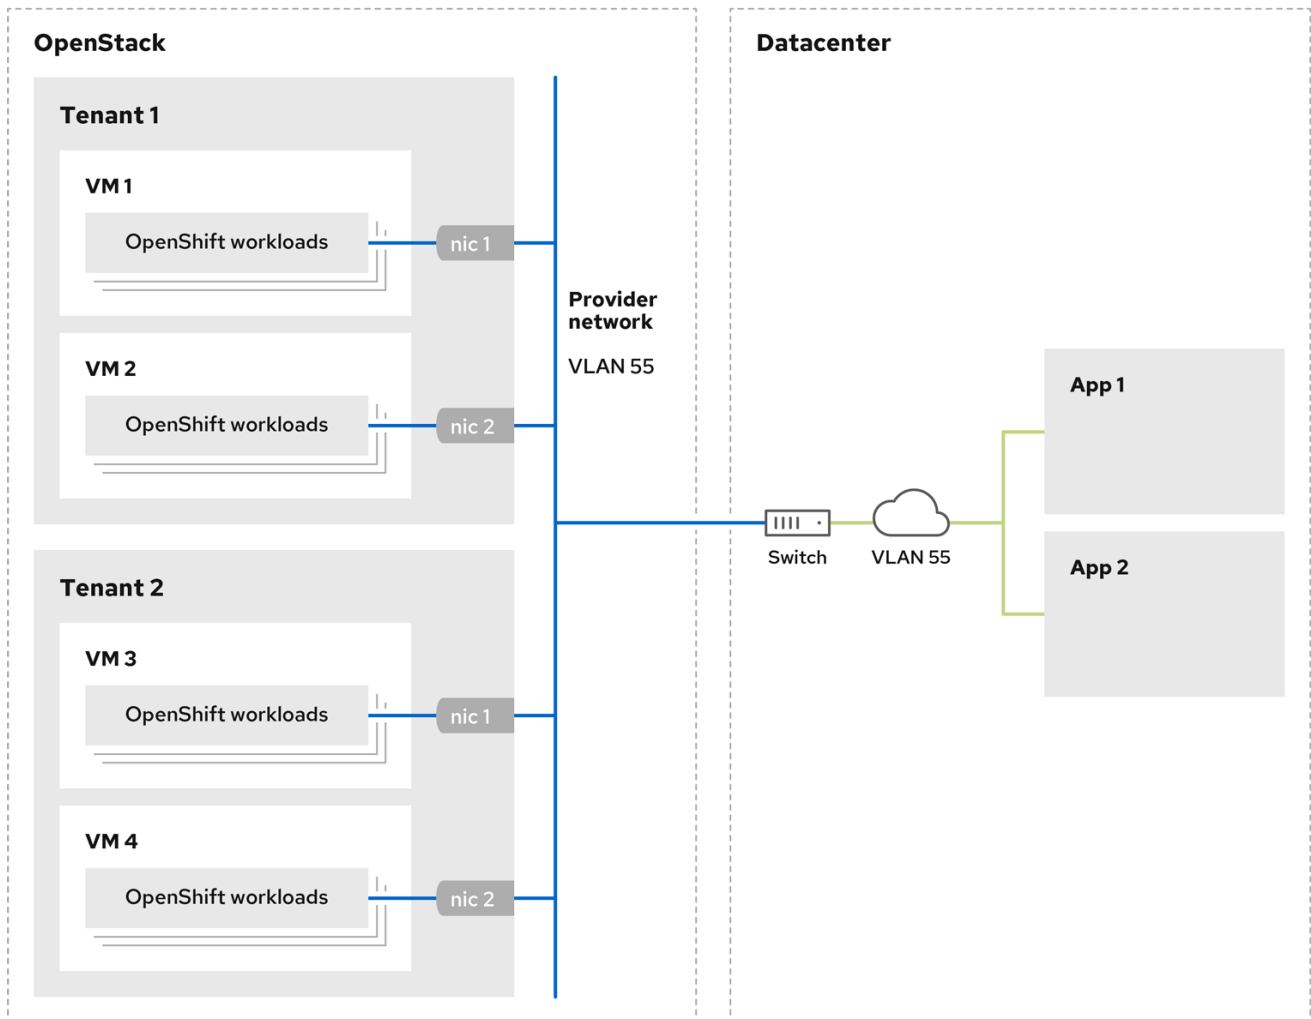 OpenStack
Tenant 1
VM 1
OpenShift workloads
nic 1
VM 2
OpenShift workloads
nic 2
Provider
network
VLAN 55
Tenant 2
VM 3
OpenShift workloads
nic 1
VM 4
OpenShift workloads
nic 2
Datacenter
Switch
VLAN 55
App 1
App 2